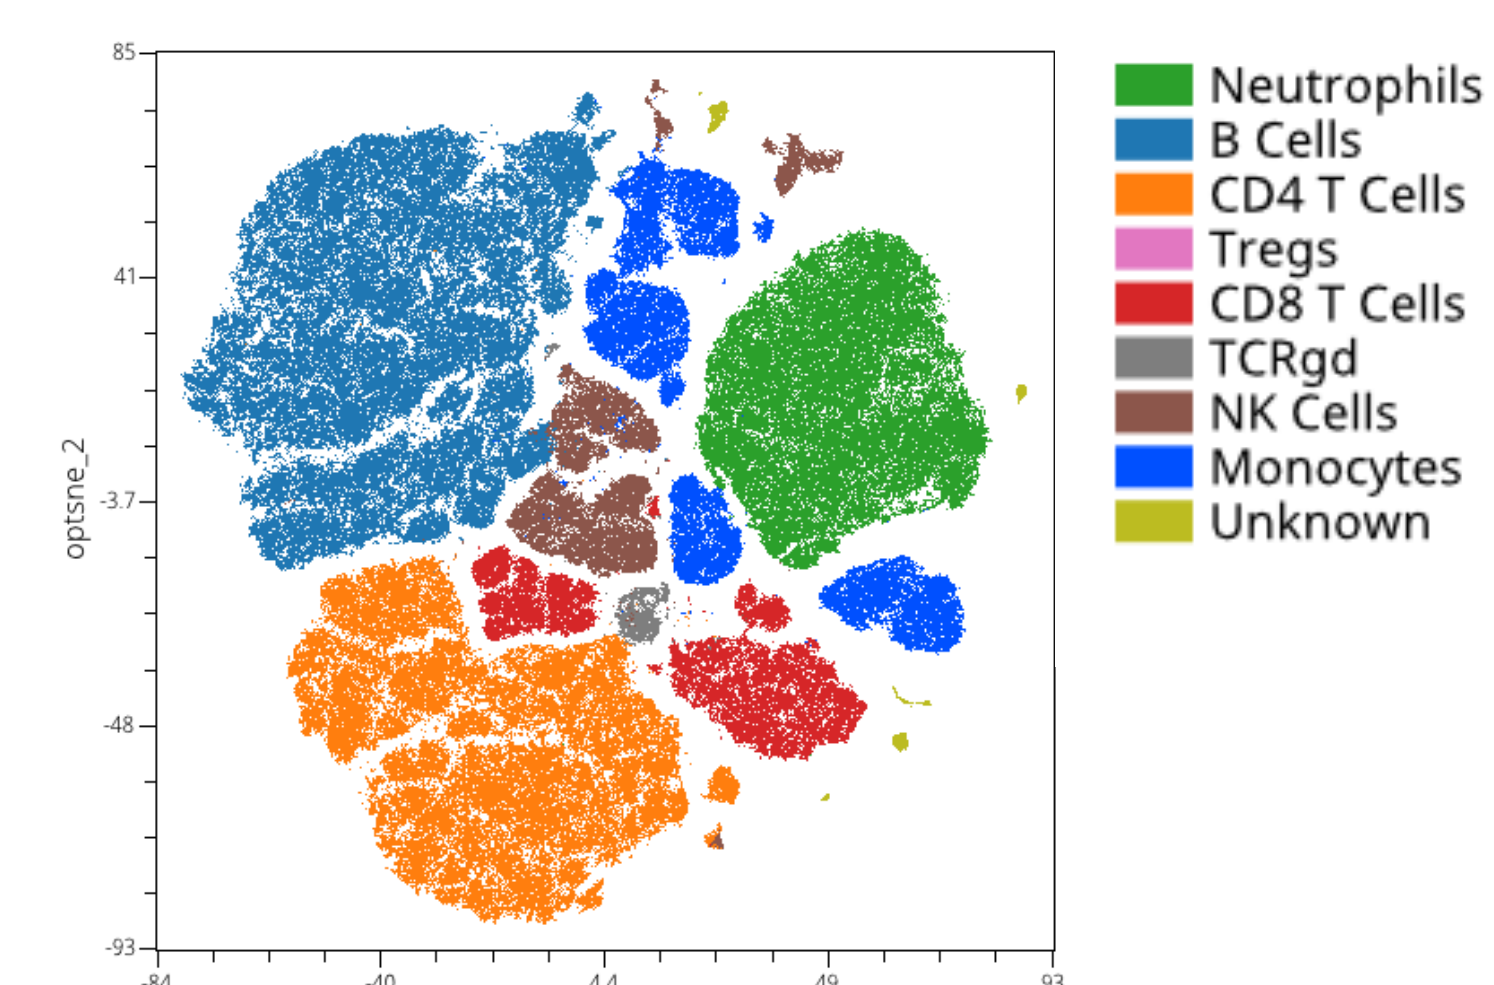 85
41
-3.7
-48
-93
optsne_2
-84
-40
4.4
49
93
Neutrophils
B Cells
CD4 T Cells
Tregs
CD8 T Cells
TCRgd
NK Cells
Monocytes
Unknown